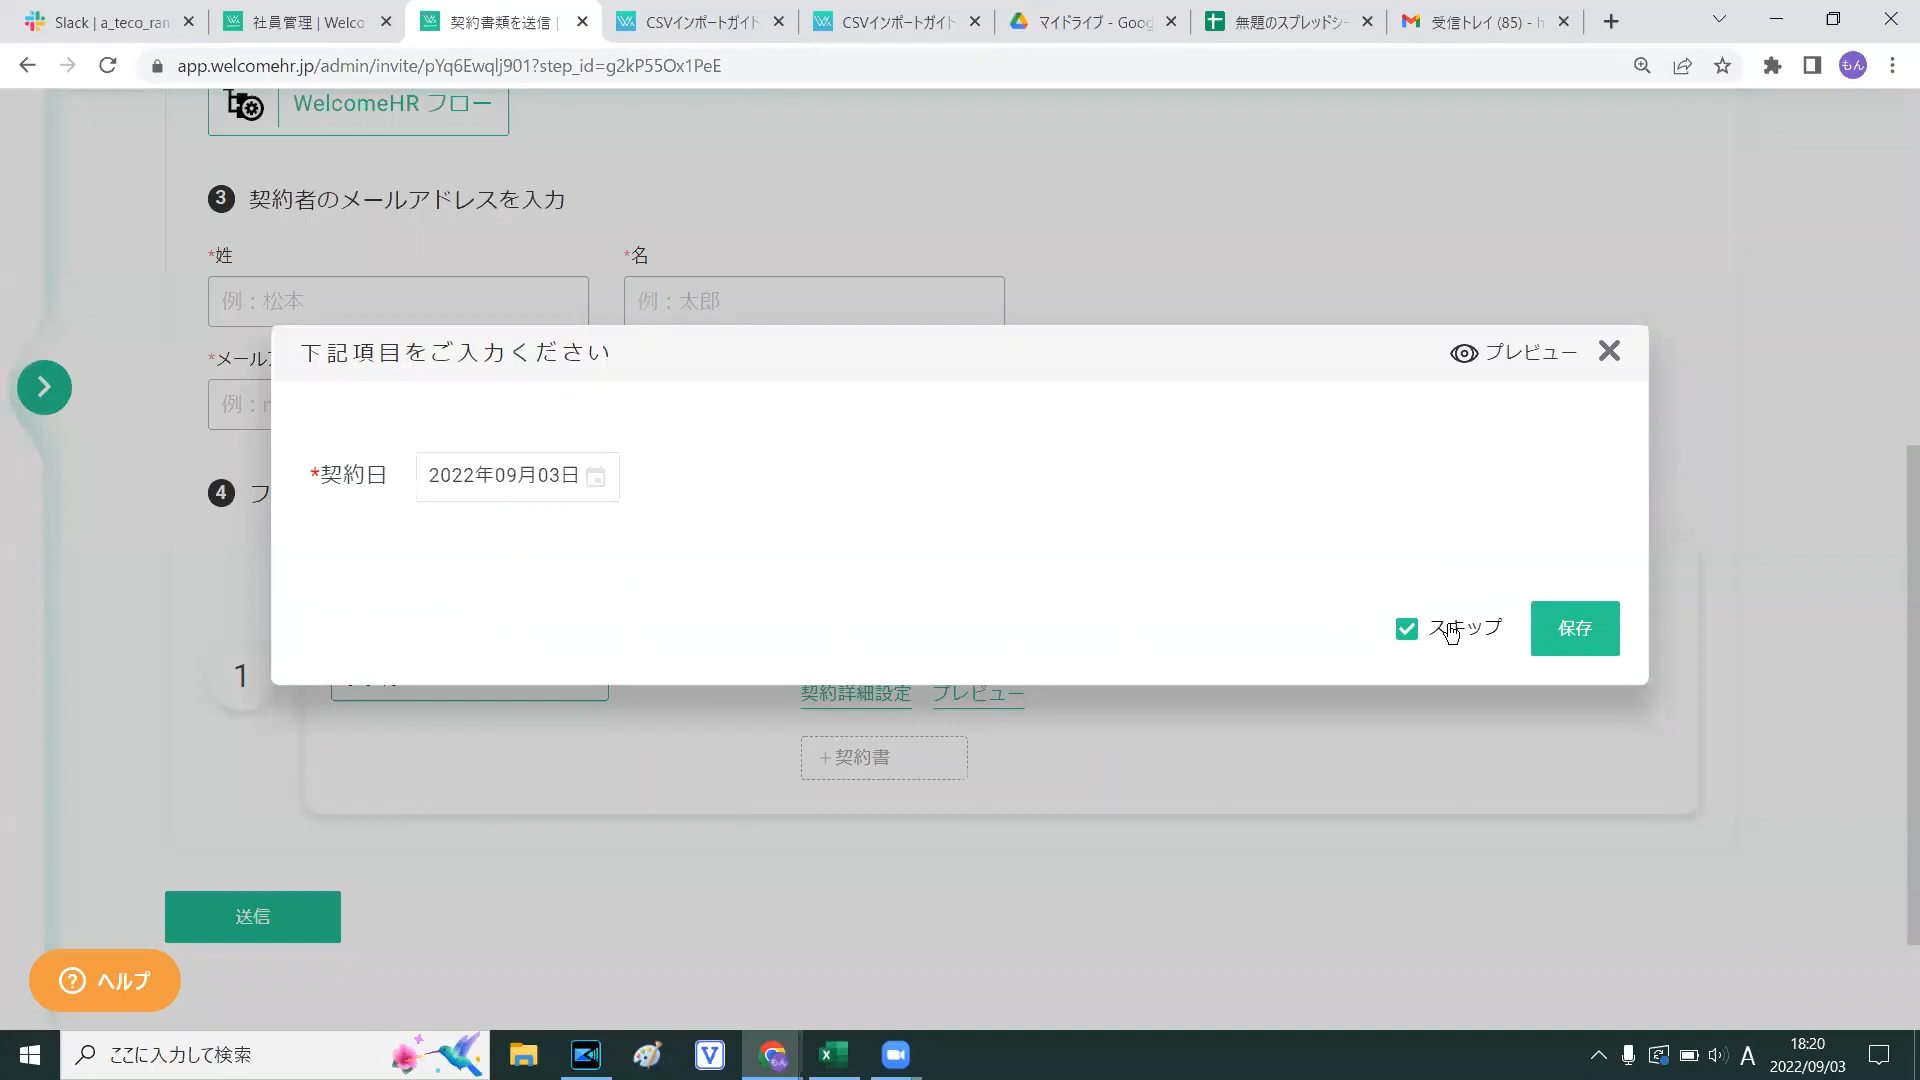 Slack | a_teco_ran
社員管理 | Welco
契約書類を送信 |
CSVインポートガイド
CSVインポートガイド
マイドライブ - Goog
無題のスプレッドシー
受信トレイ (85) - h
app.welcomehr.jp/admin/invite/pYq6Ewqlj901?step_id=g2kP55Ox1PeE
もん
WelcomeHR フロー
3 契約者のメールアドレスを入力
*姓
*名
例：松本
例：太郎
*メール
例：
下記項目をご入力ください
プレビュー
*契約日
2022年09月03日
スキップ
保存
4 フ
1
契約詳細設定
プレビュー
+契約書
送信
ヘルプ
ここに入力して検索
A
18:20
2022/09/03